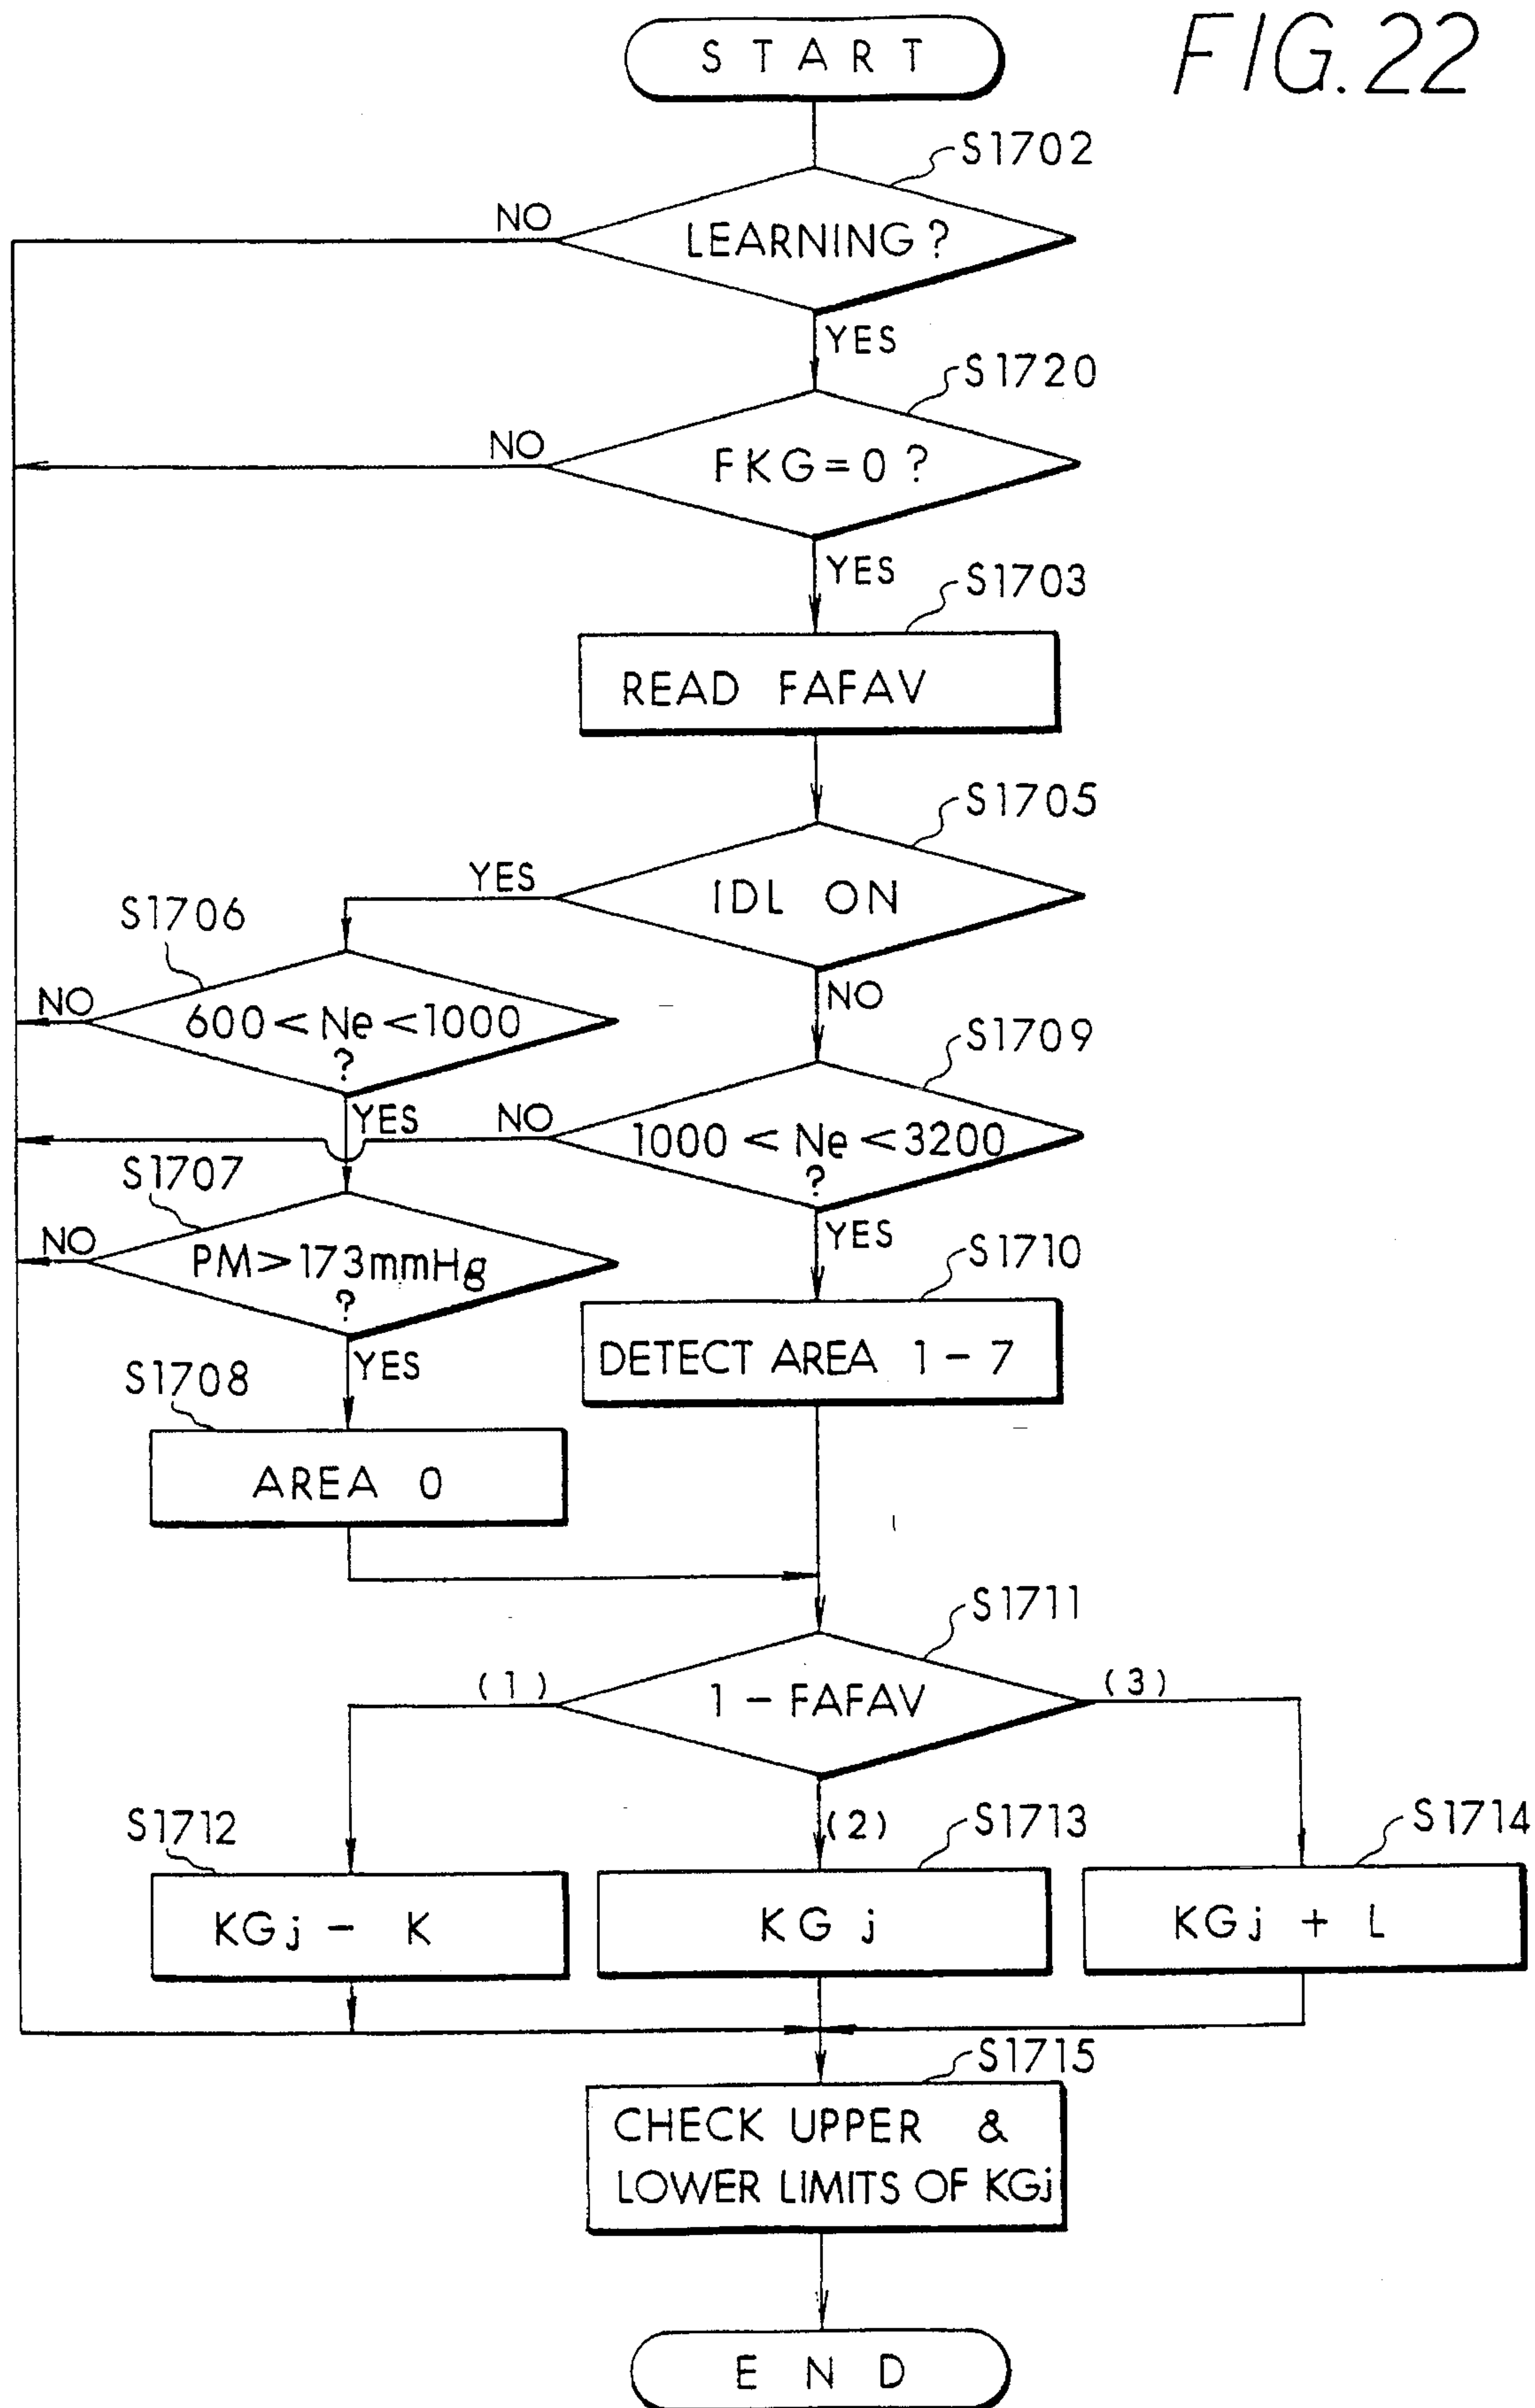 FIG.22
START
S1702
NO
LEARNING?
YES
S1720
NO
FKG=0?
YES
S1703
READ FAFAV
S1705
YES
IDL ON
S1706
NO
600<Ne<1000
?
NO
S1709
YES
NO
1000<Ne<3200
?
S1707
NO
PM>173mmHg
?
YES
S1710
DETECT AREA 1-7
YES
S1708
AREA 0
S1711
(1)
1-FAFAV
(3)
S1712
(2)
S1713
S1714
KGj - K
KGj
KGj + L
S1715
CHECK UPPER &
LOWER LIMITS OF KGj
END